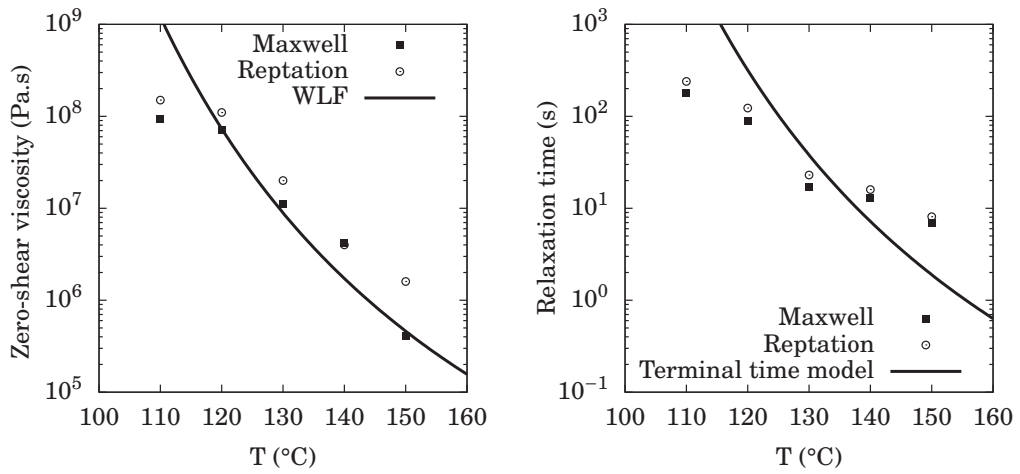 Zero-shear viscosity (Pa.s)
10^9
10^8
10^7
10^6
10^5
Maxwell
Reptation
WLF
100 110 120 130 140 150 160
T (°C)
Relaxation time (s)
10^3
10^2
10^1
10^0
10^−1
Maxwell
Reptation
Terminal time model
100 110 120 130 140 150 160
T (°C)